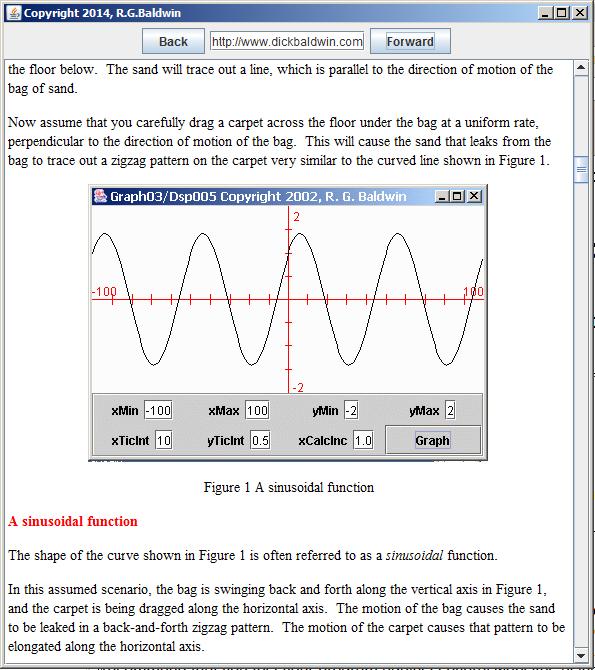 Copyright 2014, R.G.Baldwin
Back http://www.dickbaldwin.com Forward
the floor below. The sand will trace out a line, which is parallel to the direction of motion of the
bag of sand.
Now assume that you carefully drag a carpet across the floor under the bag at a uniform rate,
perpendicular to the direction of motion of the bag. This will cause the sand that leaks from the
bag to trace out a zigzag pattern on the carpet very similar to the curved line shown in Figure 1.
Graph03/Dsp005 Copyright 2002, R. G. Baldwin
2
-100 100
-2
xMin -100 xMax 100 yMin -2 yMax 2
xTicInt 10 yTicInt 0.5 xCalcInc 1.0 Graph
Figure 1 A sinusoidal function
A sinusoidal function
The shape of the curve shown in Figure 1 is often referred to as a sinusoidal function.
In this assumed scenario, the bag is swinging back and forth along the vertical axis in Figure 1,
and the carpet is being dragged along the horizontal axis. The motion of the bag causes the sand
to be leaked in a back-and-forth zigzag pattern. The motion of the carpet causes that pattern to be
elongated along the horizontal axis.